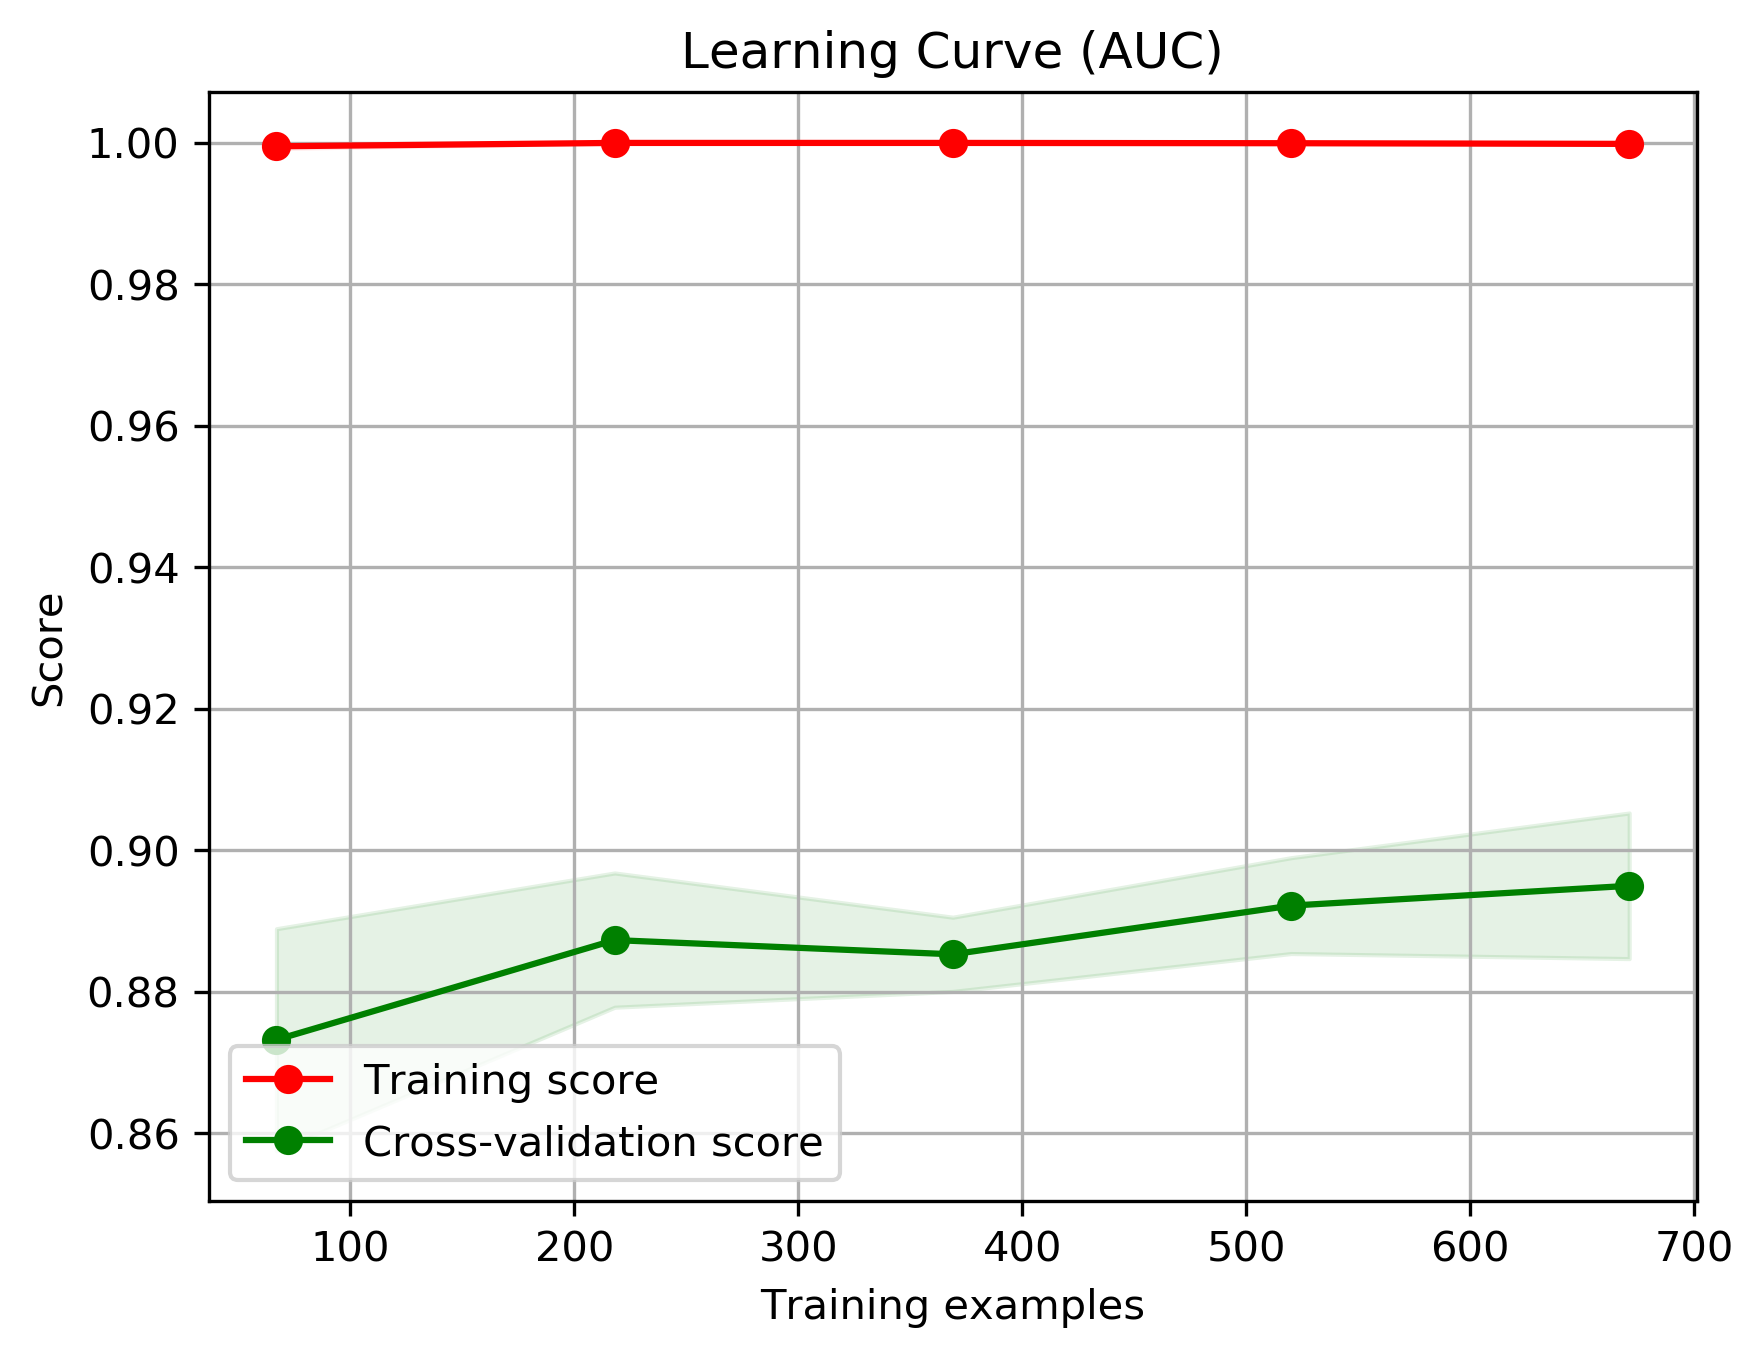 Learning Curve (AUC)
1.00
0.98
0.96
0.94
0.92
0.90
0.88
0.86
Score
Training score
Cross-validation score
100 200 300 400 500 600 700
Training examples